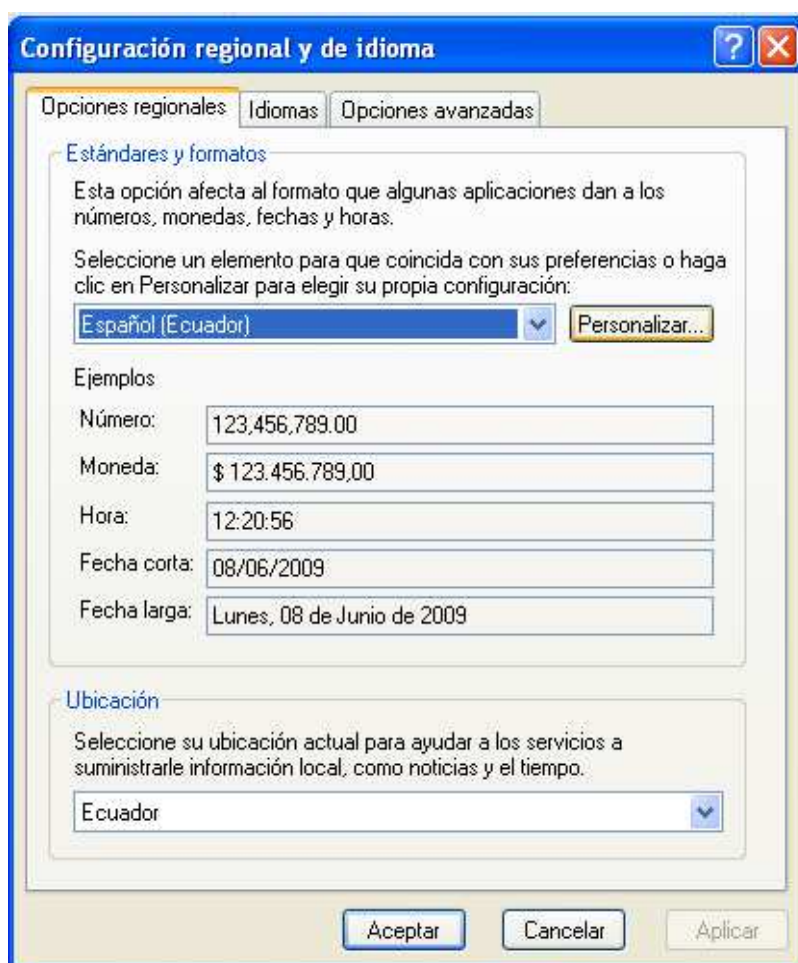 Configuración regional y de idioma
Opciones regionales Idiomas Opciones avanzadas
Estándares y formatos
Esta opción afecta al formato que algunas aplicaciones dan a los
números, monedas, fechas y horas.
Seleccione un elemento para que coincida con sus preferencias o haga
clic en Personalizar para elegir su propia configuración:
Español (Ecuador) Personalizar...
Ejemplos
Número: 123,456,789.00
Moneda: $ 123.456.789,00
Hora: 12:20:56
Fecha corta: 08/06/2009
Fecha larga: Lunes, 08 de Junio de 2009
Ubicación
Seleccione su ubicación actual para ayudar a los servicios a
suministrarle información local, como noticias y el tiempo.
Ecuador
Aceptar Cancelar Aplicar